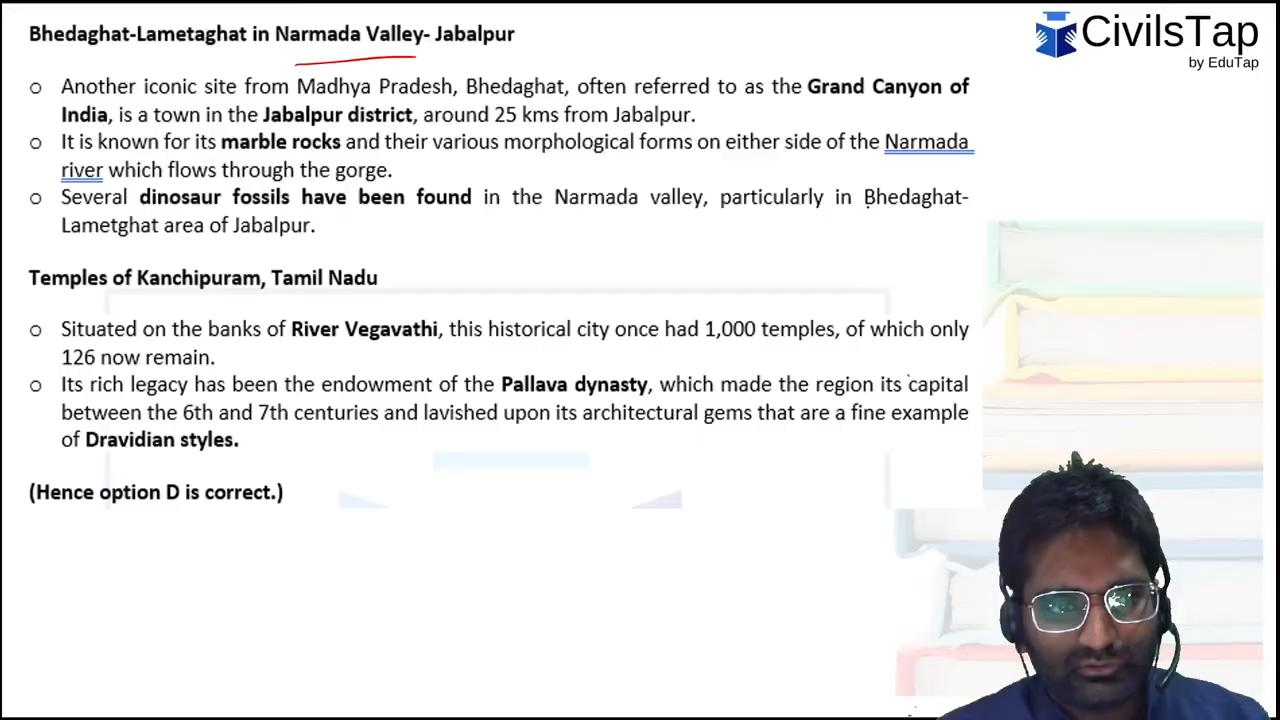 Bhedaghat-Lametaghat in Narmada Valley- Jabalpur
CivilsTap
by EduTap
o Another iconic site from Madhya Pradesh, Bhedaghat, often referred to as the Grand Canyon of
India, is a town in the Jabalpur district, around 25 kms from Jabalpur.
o It is known for its marble rocks and their various morphological forms on either side of the Narmada
river which flows through the gorge.
o Several dinosaur fossils have been found in the Narmada valley, particularly in Bhedaghat-
Lametghat area of Jabalpur.
Temples of Kanchipuram, Tamil Nadu
o Situated on the banks of River Vegavathi, this historical city once had 1,000 temples, of which only
126 now remain.
o Its rich legacy has been the endowment of the Pallava dynasty, which made the region its capital
between the 6th and 7th centuries and lavished upon its architectural gems that are a fine example
of Dravidian styles.
(Hence option D is correct.)